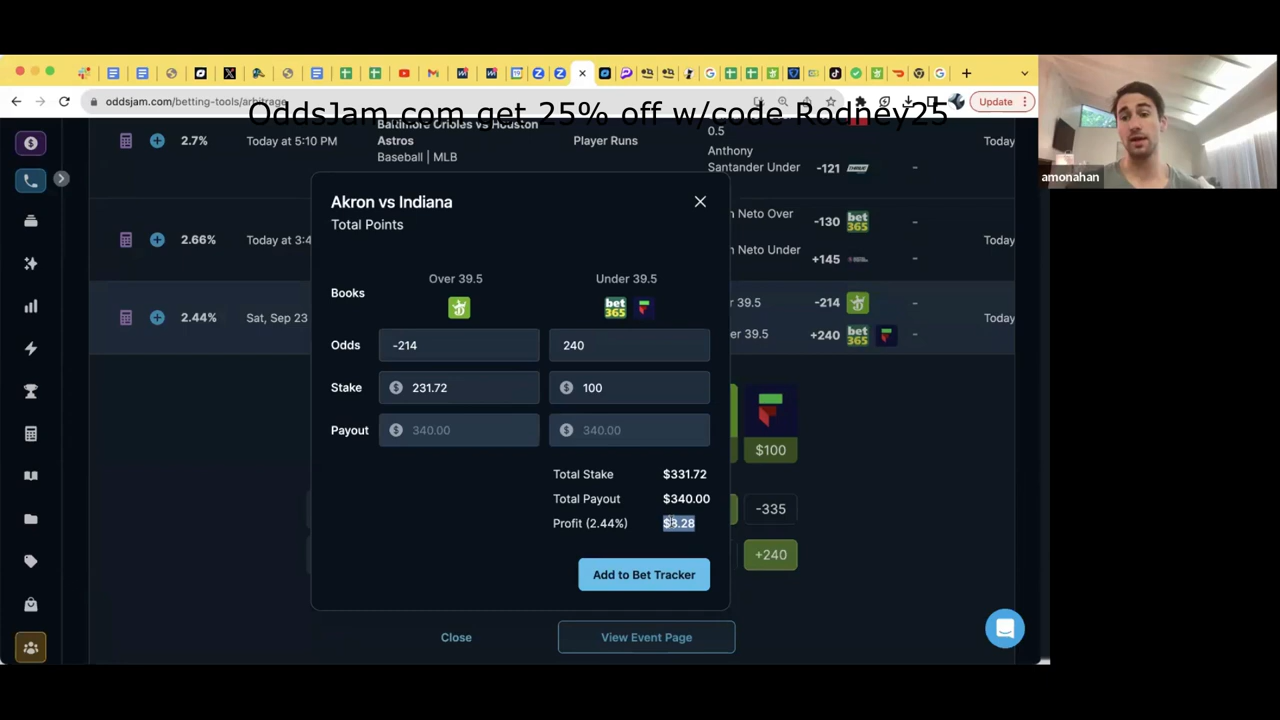 Update
oddsjam.com/betting-tools/arbitrage
OddsJam.com get 25% off w/code Rodney25
amonahan
2.7%
Today at 5:10 PM
Baltimore Orioles vs Houston
Astros
Baseball | MLB
Player Runs
0.5
Anthony
Santander Under
-121
-
Today
2.66%
Today at 3:4
n Neto Over
-130
bet365
-
n Neto Under
+145
-
Today
2.44%
Sat, Sep 23
r 39.5
-214
-
er 39.5
+240
bet365
-
Today
Akron vs Indiana
Total Points
Books
Over 39.5
Under 39.5
bet365
Odds
-214
240
Stake
$ 231.72
$ 100
Payout
$ 340.00
$ 340.00
Total Stake
$331.72
Total Payout
$340.00
Profit (2.44%)
$8.28
Add to Bet Tracker
$100
-335
+240
Close
View Event Page